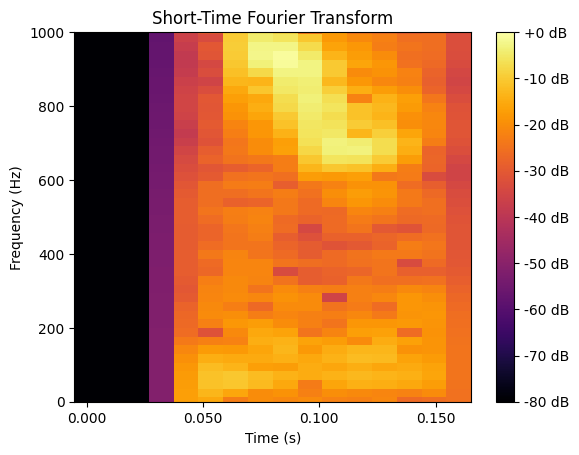 Short-Time Fourier Transform
1000
800
600
400
200
0
Frequency (Hz)
0.000
0.050
0.100
0.150
Time (s)
+0 dB
-10 dB
-20 dB
-30 dB
-40 dB
-50 dB
-60 dB
-70 dB
-80 dB